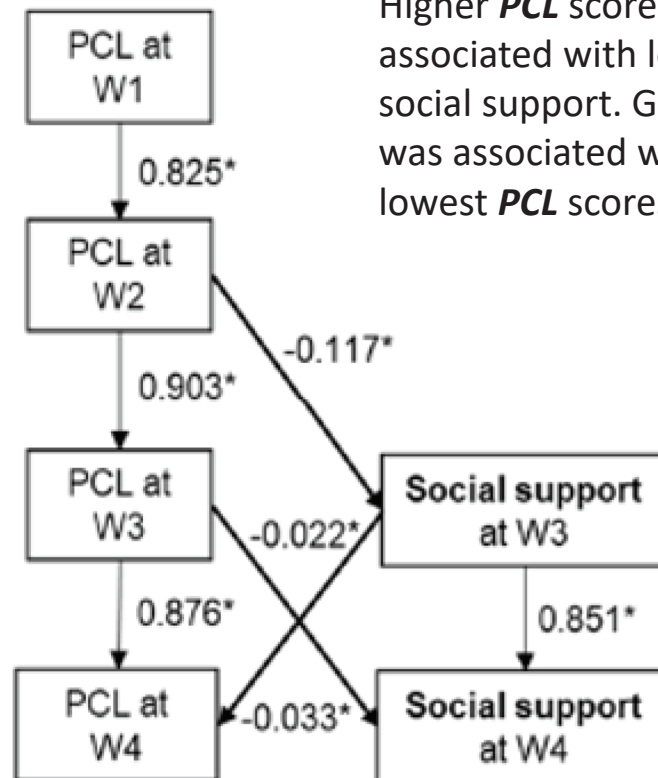 Higher PCL score
associated with l
social support. G
was associated w
lowest PCL score
PCL at
W1
0.825*
PCL at
W2
-0.117*
0.903*
PCL at
W3
Social support
at W3
-0.022*
0.876*
0.851*
PCL at
W4
-0.033*
Social support
at W4